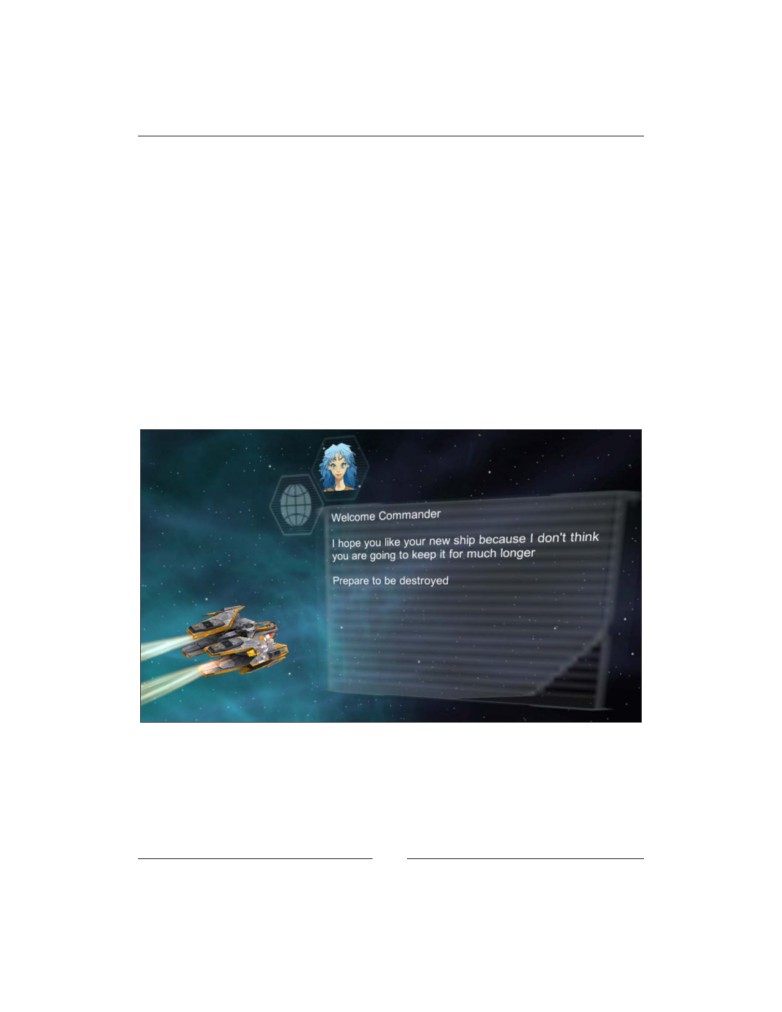 Welcome Commander
I hope you like your new ship because I don't think
you are going to keep it for much longer
Prepare to be destroyed